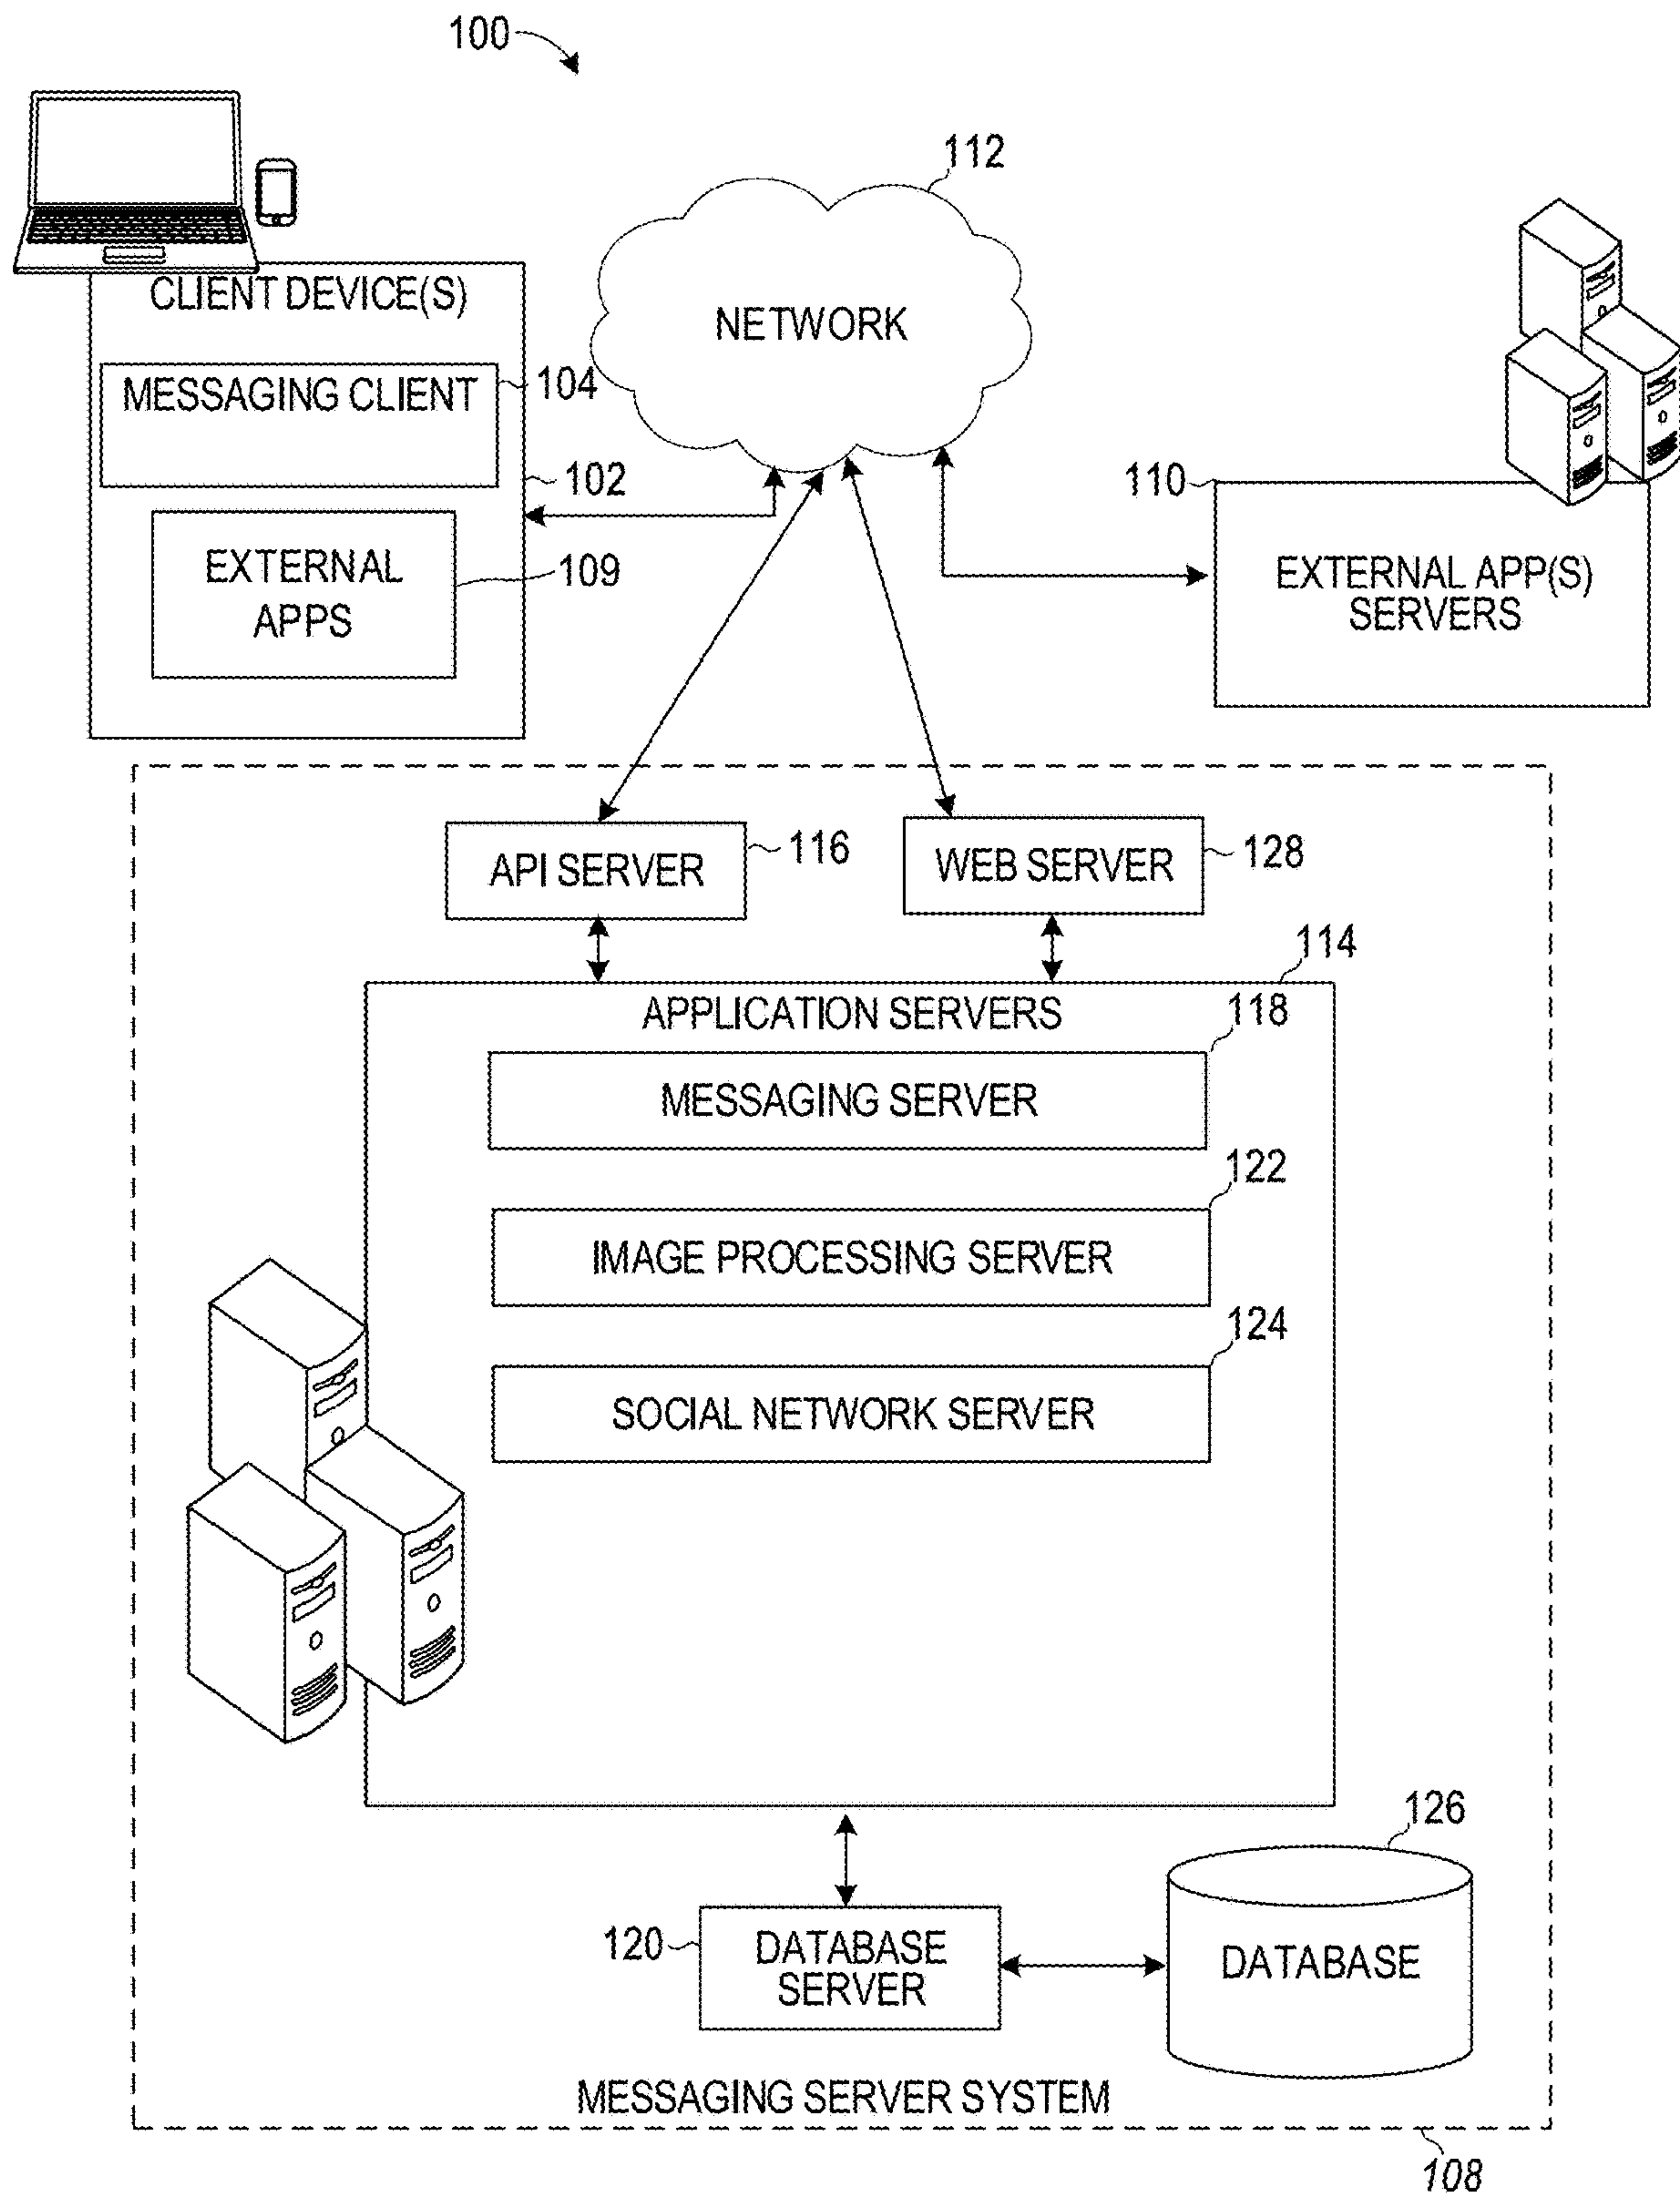 100
112
CLIENT DEVICE(S)
NETWORK
MESSAGING CLIENT
104
102
110
EXTERNAL
APPS
109
EXTERNAL APP(S)
SERVERS
API SERVER
116
WEB SERVER
128
114
APPLICATION SERVERS
118
MESSAGING SERVER
122
IMAGE PROCESSING SERVER
124
SOCIAL NETWORK SERVER
126
120
DATABASE
SERVER
DATABASE
MESSAGING SERVER SYSTEM
108